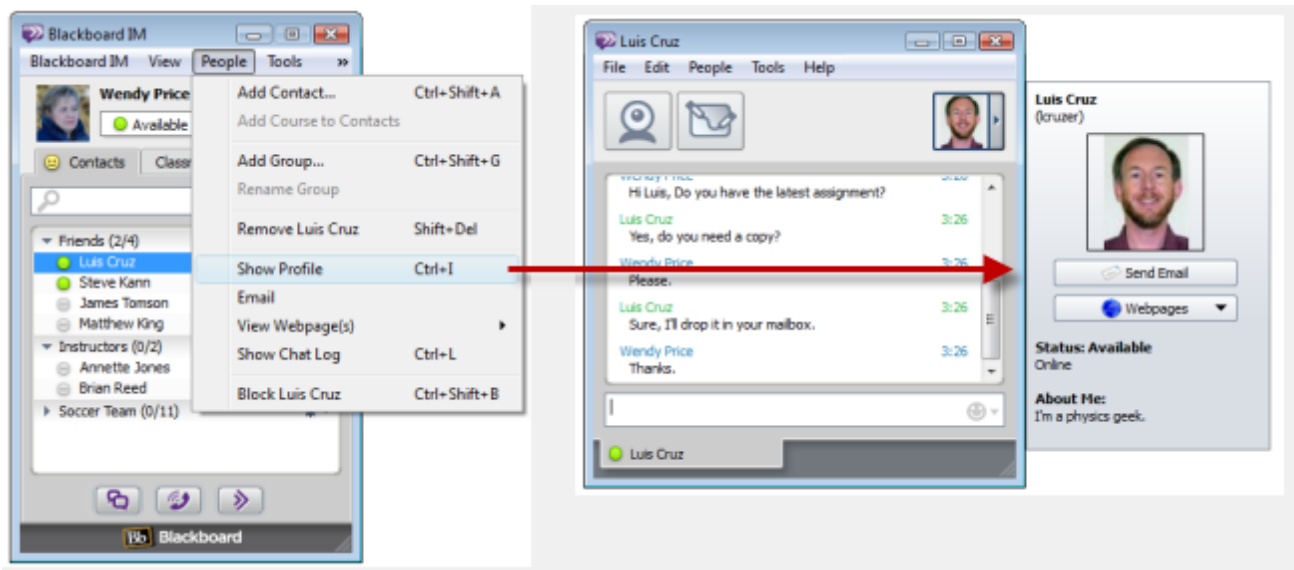 Blackboard IM
Blackboard IM View People Tools »
Wendy Price
Available
Contacts Classr
Friends (2/4)
Luis Cruz
Steve Kann
James Tomson
Matthew King
Instructors (0/2)
Annette Jones
Brian Reed
Soccer Team (0/11)
Bb Blackboard
Add Contact... Ctrl+Shift+A
Add Course to Contacts
Add Group... Ctrl+Shift+G
Rename Group
Remove Luis Cruz Shift+Del
Show Profile Ctrl+I
Email
View Webpage(s)
Show Chat Log Ctrl+L
Block Luis Cruz Ctrl+Shift+B
Luis Cruz
File Edit People Tools Help
Wendy Price 3:26
Hi Luis, Do you have the latest assignment?
Luis Cruz 3:26
Yes, do you need a copy?
Wendy Price 3:26
Please.
Luis Cruz 3:26
Sure, I'll drop it in your mailbox.
Wendy Price 3:26
Thanks.
Luis Cruz
Luis Cruz
(lcruzer)
Send Email
Webpages
Status: Available
Online
About Me:
I'm a physics geek.